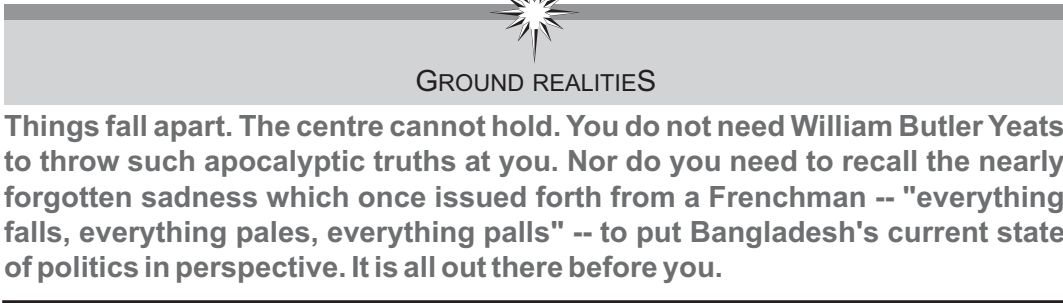 GROUND REALITIES
Things fall apart. The centre cannot hold. You do not need William Butler Yeats
to throw such apocalyptic truths at you. Nor do you need to recall the nearly
forgotten sadness which once issued forth from a Frenchman -- "everything
falls, everything pales, everything palls" -- to put Bangladesh's current state
of politics in perspective. It is all out there before you.